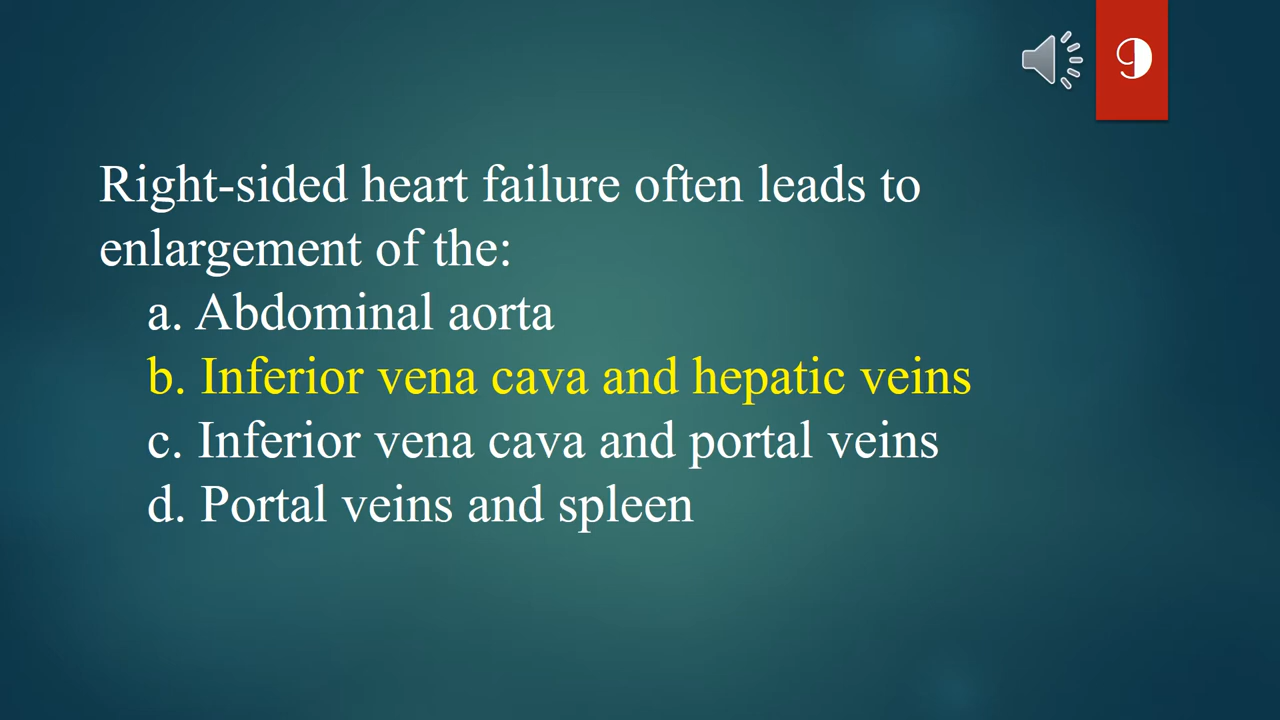 9
Right-sided heart failure often leads to
enlargement of the:
a. Abdominal aorta
b. Inferior vena cava and hepatic veins
c. Inferior vena cava and portal veins
d. Portal veins and spleen